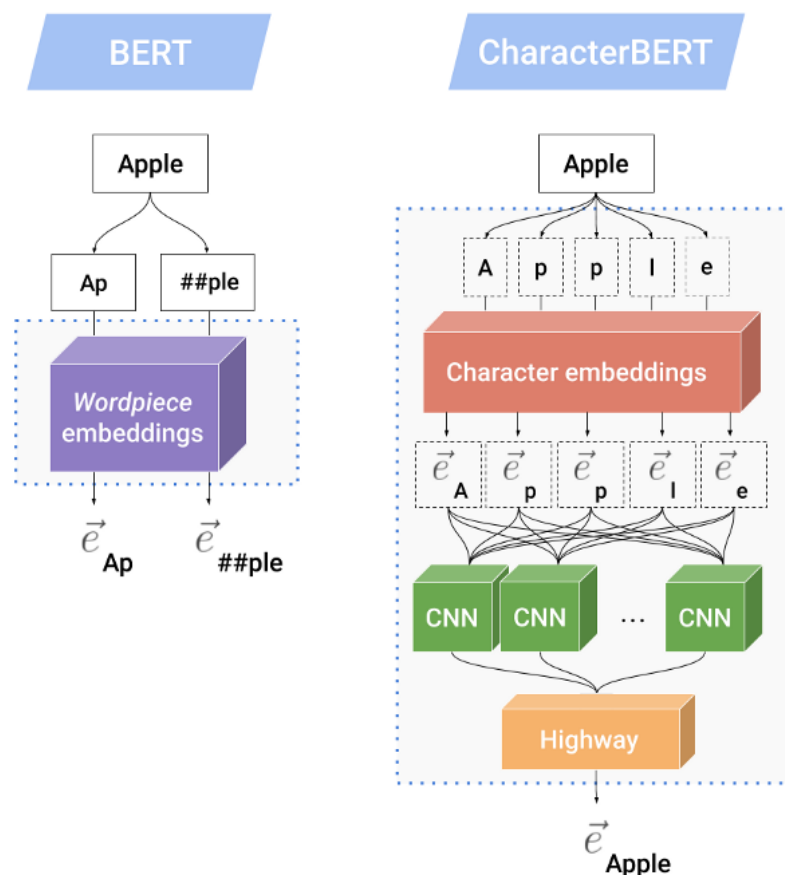 BERT
Apple
Ap
##ple
Wordpiece
embeddings
e⃗ Ap
e⃗ ##ple
CharacterBERT
Apple
A p p l e
Character embeddings
e⃗ A e⃗ p e⃗ p e⃗ l e⃗ e
CNN CNN ... CNN
Highway
e⃗ Apple